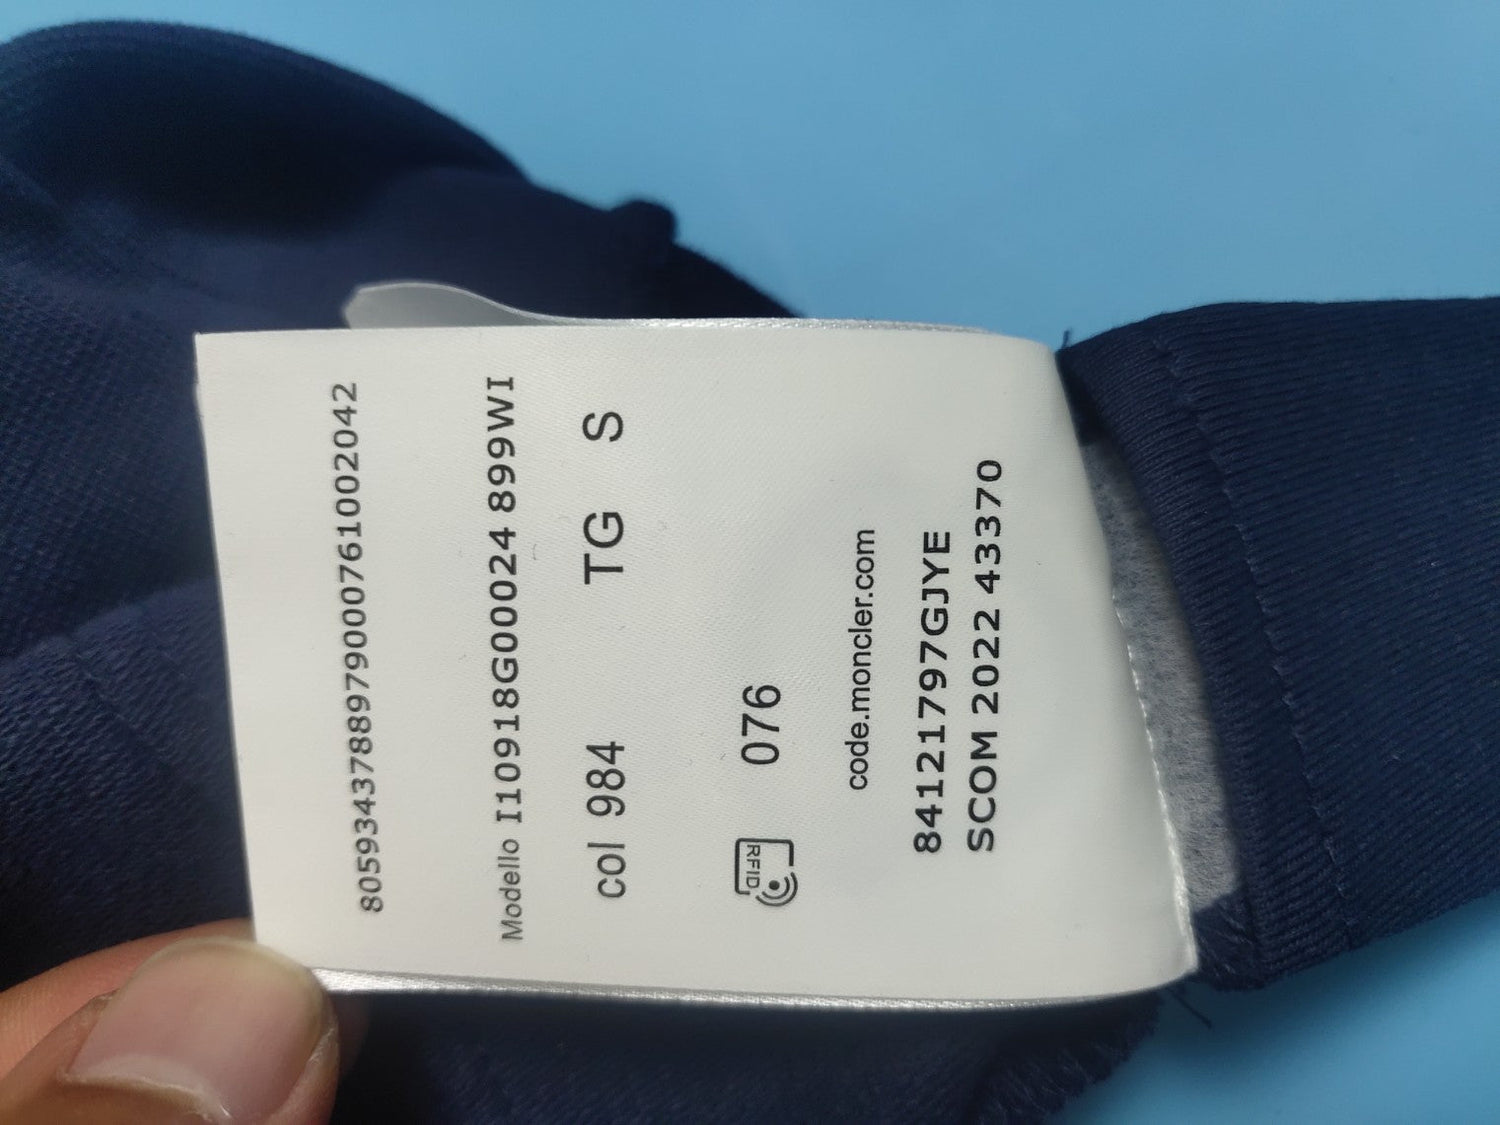 8059343788979000761002042
Modello I10918G00024 899WI
col 984 TG S
RFID 076
code.moncler.com
84121797GJYE
SCOM 2022 43370